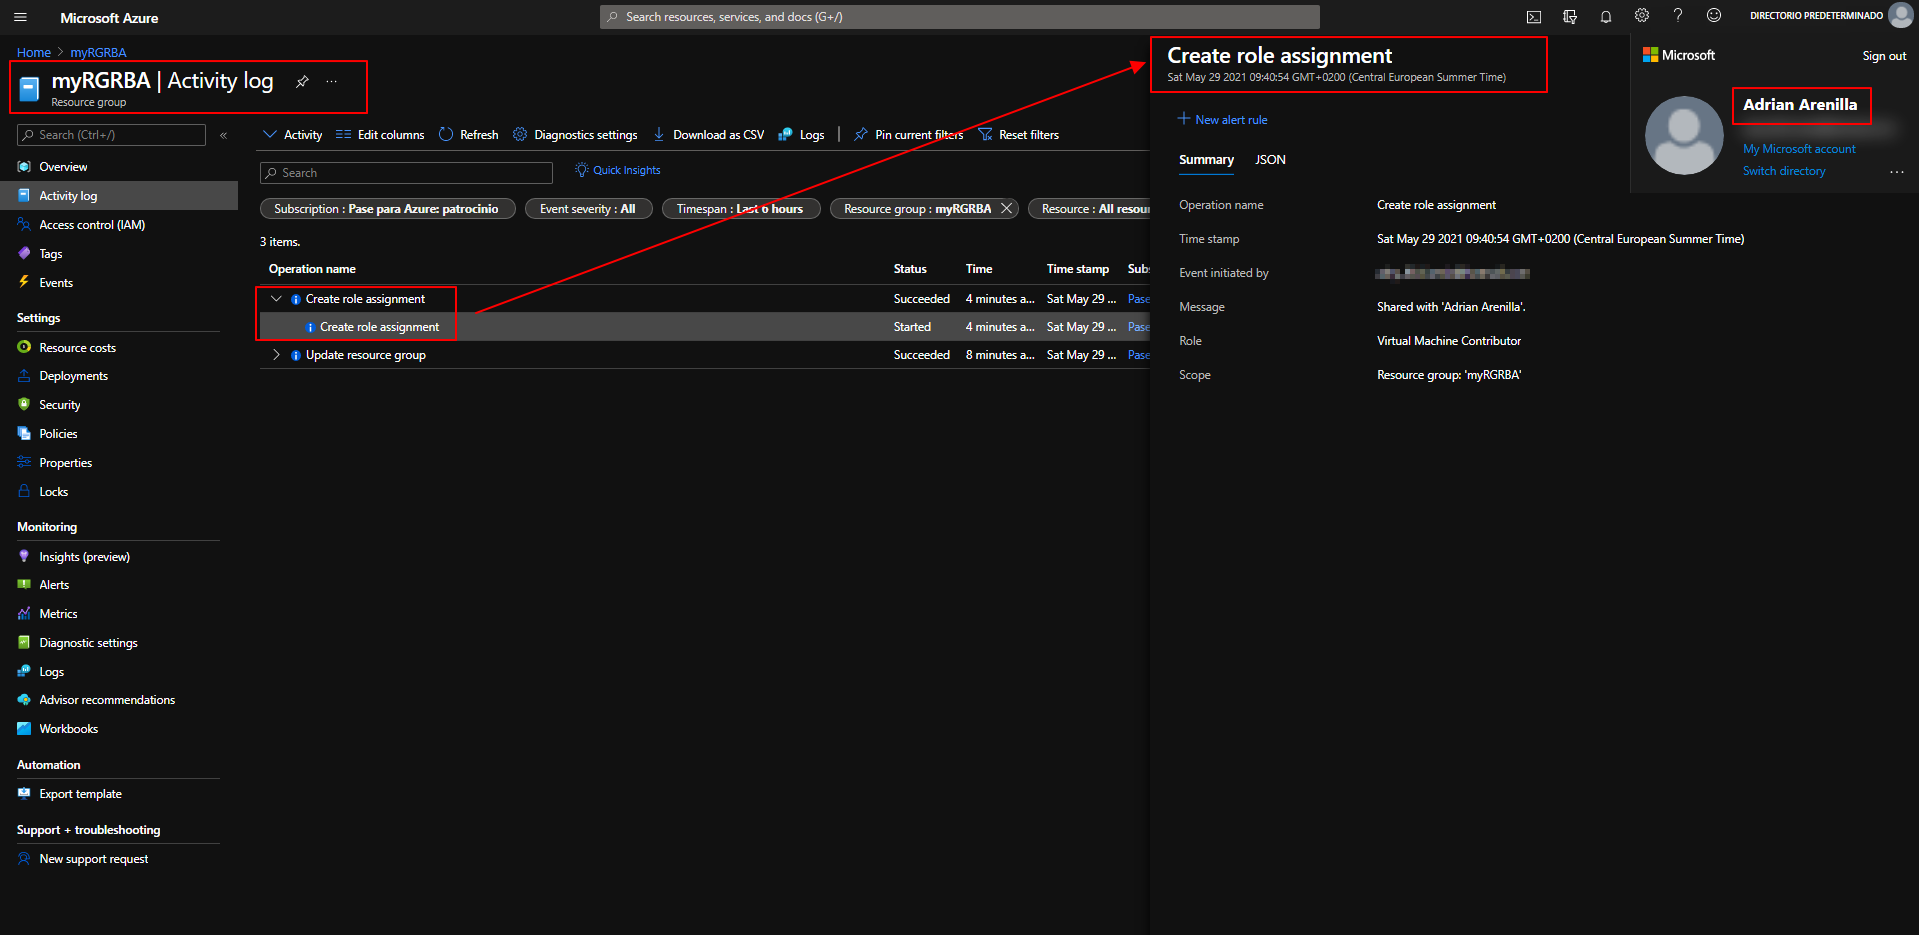 Microsoft Azure
Search resources, services, and docs (G+/)
DIRECTORIO PREDETERMINADO
Home > myRGRBA
myRGRBA | Activity log
Resource group
Search (Ctrl+/)
Overview
Activity log
Access control (IAM)
Tags
Events
Settings
Resource costs
Deployments
Security
Policies
Properties
Locks
Monitoring
Insights (preview)
Alerts
Metrics
Diagnostic settings
Logs
Advisor recommendations
Workbooks
Automation
Export template
Support + troubleshooting
New support request
Activity Edit columns Refresh Diagnostics settings Download as CSV Logs Pin current filters Reset filters
Search
Quick Insights
Subscription : Pase para Azure: patrocinio Event severity : All Timespan : Last 6 hours Resource group : myRGRBA Resource : All resour
3 items.
Operation name Status Time Time stamp Subs
Create role assignment Succeeded 4 minutes a... Sat May 29 ... Pase
Create role assignment Started 4 minutes a... Sat May 29 ... Pase
Update resource group Succeeded 8 minutes a... Sat May 29 ... Pase
Create role assignment
Sat May 29 2021 09:40:54 GMT+0200 (Central European Summer Time)
New alert rule
Summary JSON
Operation name Create role assignment
Time stamp Sat May 29 2021 09:40:54 GMT+0200 (Central European Summer Time)
Event initiated by
Message Shared with 'Adrian Arenilla'.
Role Virtual Machine Contributor
Scope Resource group: 'myRGRBA'
Microsoft Sign out
Adrian Arenilla
My Microsoft account
Switch directory